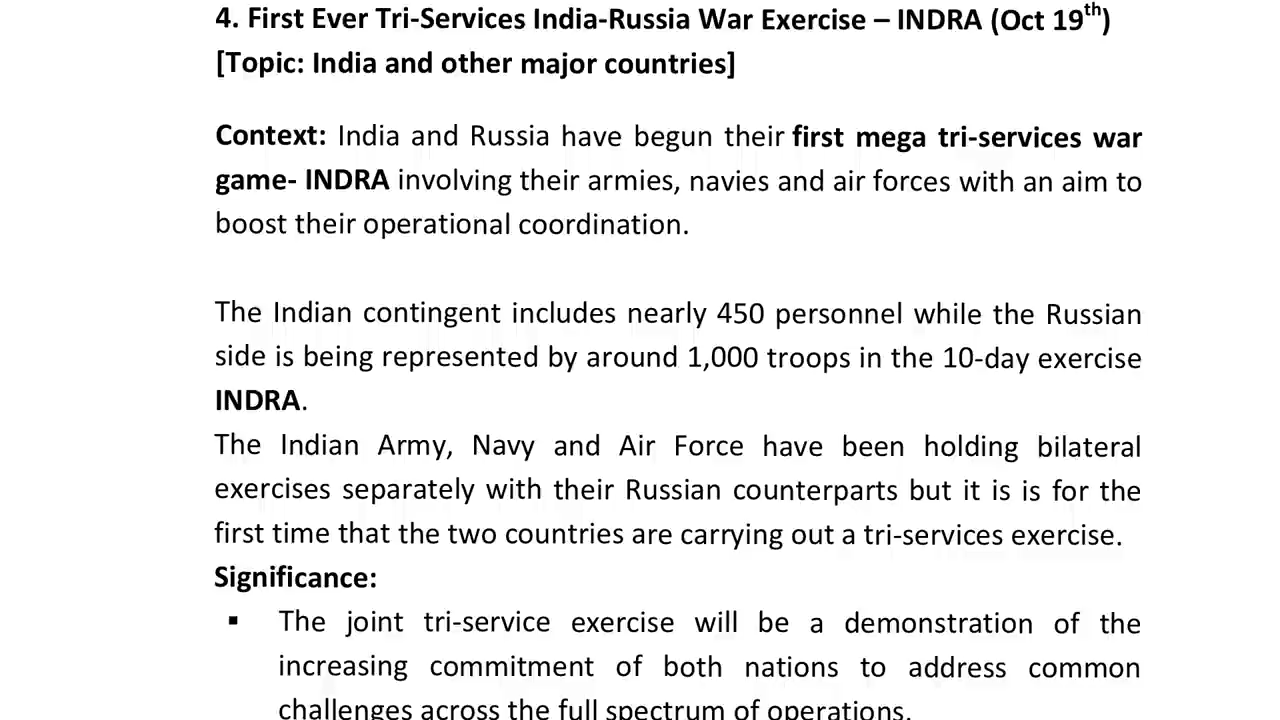 4. First Ever Tri-Services India-Russia War Exercise – INDRA (Oct 19th)
[Topic: India and other major countries]
Context: India and Russia have begun their first mega tri-services war
game- INDRA involving their armies, navies and air forces with an aim to
boost their operational coordination.
The Indian contingent includes nearly 450 personnel while the Russian
side is being represented by around 1,000 troops in the 10-day exercise
INDRA.
The Indian Army, Navy and Air Force have been holding bilateral
exercises separately with their Russian counterparts but it is is for the
first time that the two countries are carrying out a tri-services exercise.
Significance:
▪ The joint tri-service exercise will be a demonstration of the
increasing commitment of both nations to address common
challenges across the full spectrum of operations.